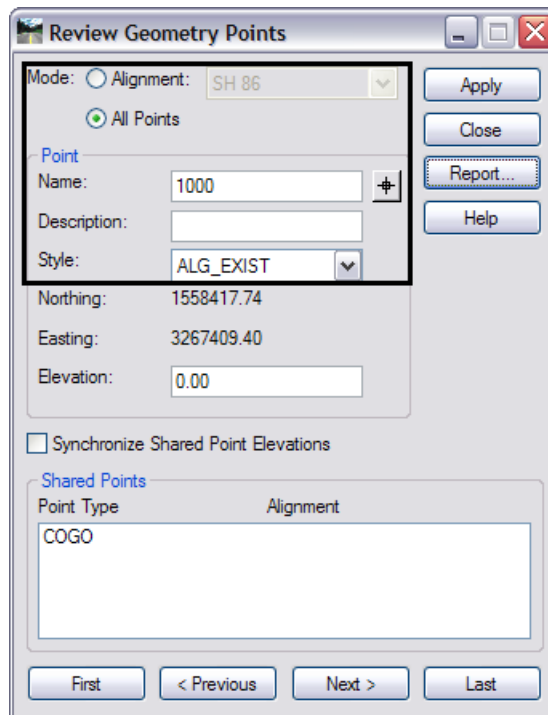 Review Geometry Points
Mode: Alignment: SH 86
All Points
Apply
Close
Report...
Help
Point
Name: 1000
Description:
Style: ALG_EXIST
Northing: 1558417.74
Easting: 3267409.40
Elevation: 0.00
Synchronize Shared Point Elevations
Shared Points
Point Type Alignment
COGO
First < Previous Next > Last